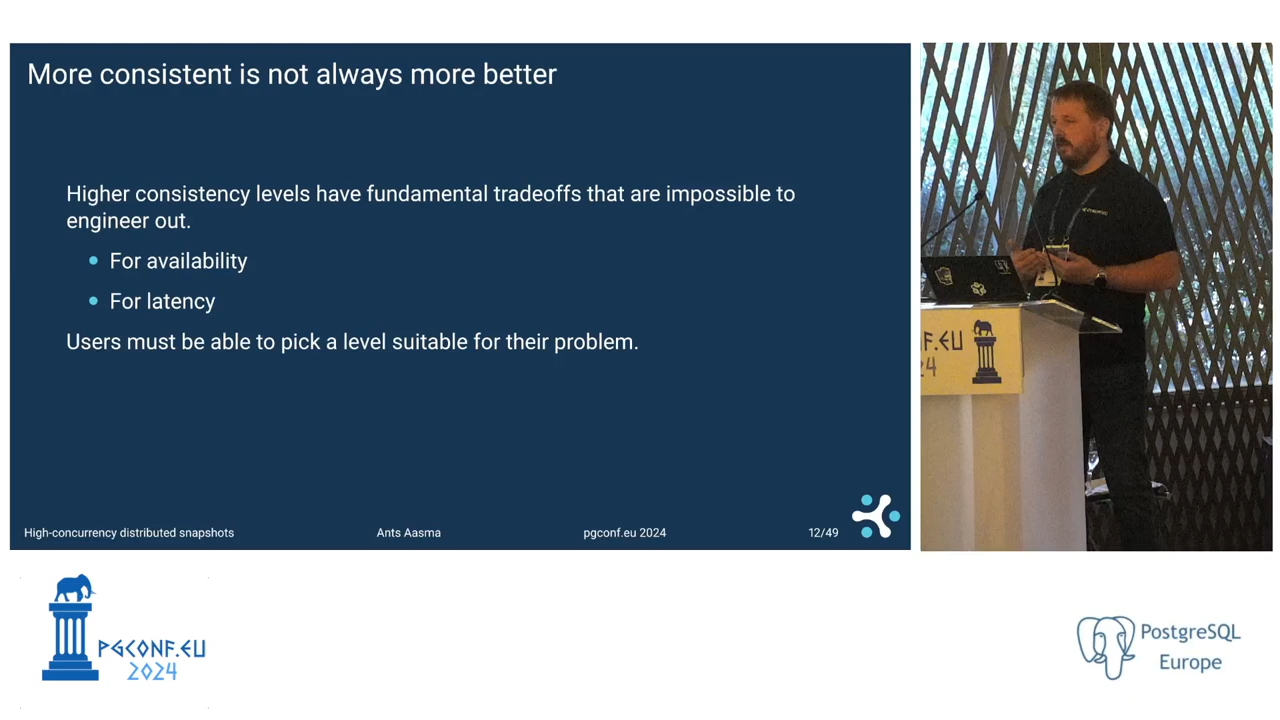 More consistent is not always more better
Higher consistency levels have fundamental tradeoffs that are impossible to
engineer out.
For availability
For latency
Users must be able to pick a level suitable for their problem.
High-concurrency distributed snapshots
Ants Aasma
pgconf.eu 2024
12/49
F.EU
24
PGCONF.EU
2024
PostgreSQL
Europe